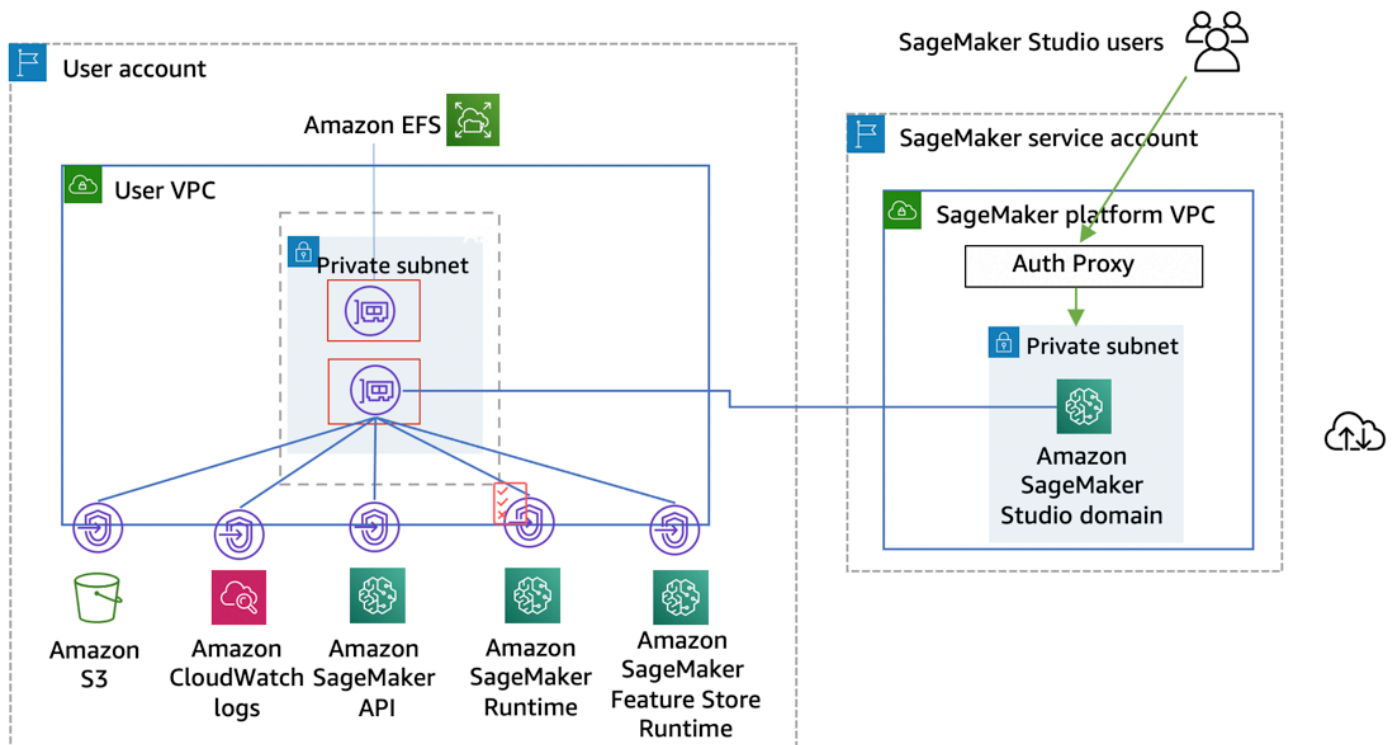 SageMaker Studio users
User account
Amazon EFS
SageMaker service account
User VPC
SageMaker platform VPC
Private subnet
Auth Proxy
Private subnet
Amazon
SageMaker
Studio domain
Amazon
S3
Amazon
CloudWatch
logs
Amazon
SageMaker
API
Amazon
SageMaker
Runtime
Amazon
SageMaker
Feature Store
Runtime